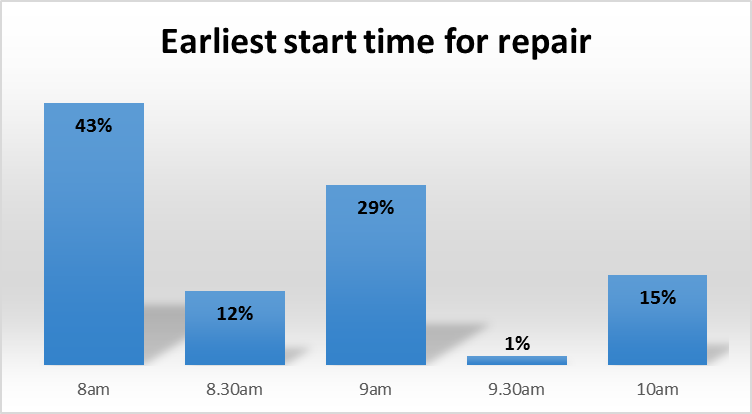 Earliest start time for repair
43%
12%
29%
1%
15%
8am
8.30am
9am
9.30am
10am